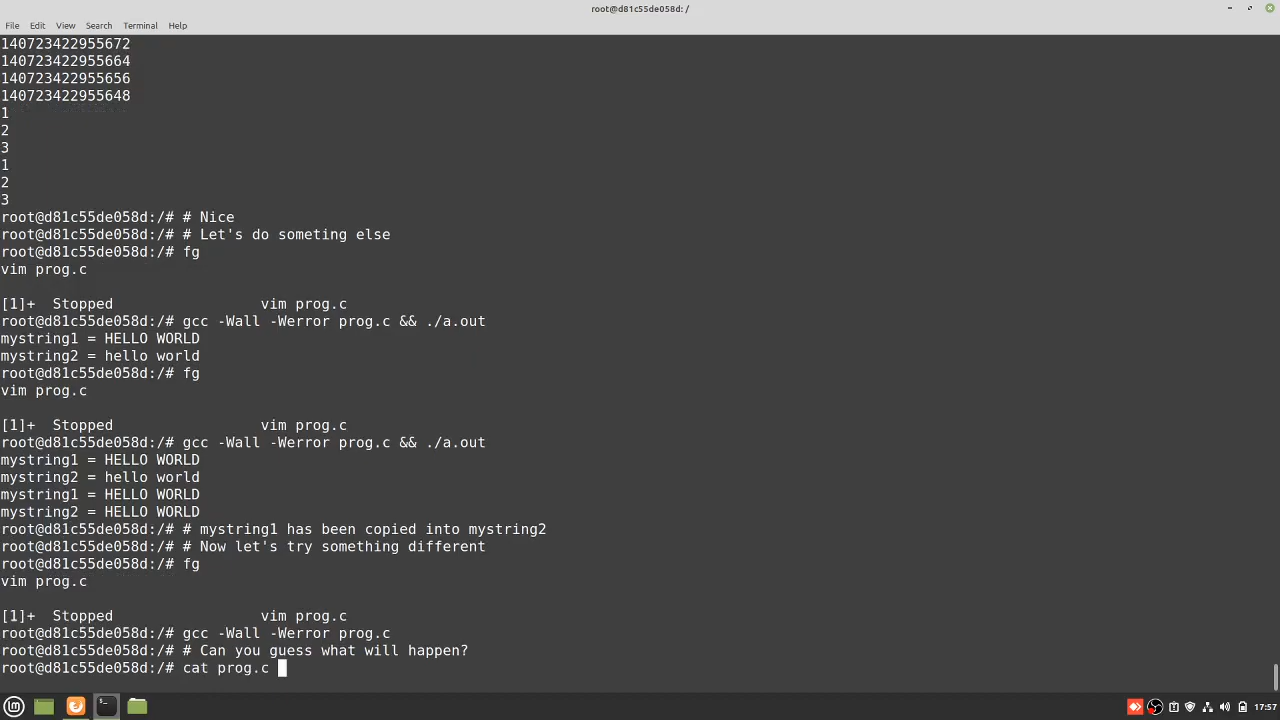 root@d81c55de058d: /
File Edit View Search Terminal Help
140723422955672
140723422955664
140723422955656
140723422955648
1
2
3
1
2
3
root@d81c55de058d:/# # Nice
root@d81c55de058d:/# # Let's do someting else
root@d81c55de058d:/# fg
vim prog.c
[1]+  Stopped                 vim prog.c
root@d81c55de058d:/# gcc -Wall -Werror prog.c && ./a.out
mystring1 = HELLO WORLD
mystring2 = hello world
root@d81c55de058d:/# fg
vim prog.c
[1]+  Stopped                 vim prog.c
root@d81c55de058d:/# gcc -Wall -Werror prog.c && ./a.out
mystring1 = HELLO WORLD
mystring2 = hello world
mystring1 = HELLO WORLD
mystring2 = HELLO WORLD
root@d81c55de058d:/# # mystring1 has been copied into mystring2
root@d81c55de058d:/# # Now let's try something different
root@d81c55de058d:/# fg
vim prog.c
[1]+  Stopped                 vim prog.c
root@d81c55de058d:/# gcc -Wall -Werror prog.c
root@d81c55de058d:/# # Can you guess what will happen?
root@d81c55de058d:/# cat prog.c
17:57